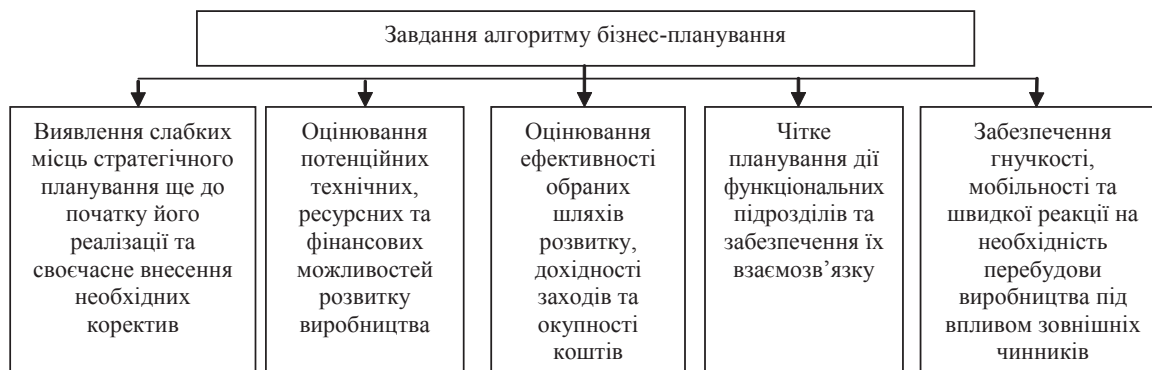 Завдання алгоритму бізнес-планування
Виявлення слабких
місць стратегічного
планування ще до
початку його
реалізації та
своєчасне внесення
необхідних
коректив
Оцінювання
потенційних
технічних,
ресурсних та
фінансових
можливостей
розвитку
виробництва
Оцінювання
ефективності
обраних
шляхів
розвитку,
дохідності
заходів та
окупності
коштів
Чітке
планування дії
функціональних
підрозділів та
забезпечення їх
взаємозв’язку
Забезпечення
гнучкості,
мобільності та
швидкої реакції на
необхідність
перебудови
виробництва під
впливом зовнішніх
чинників